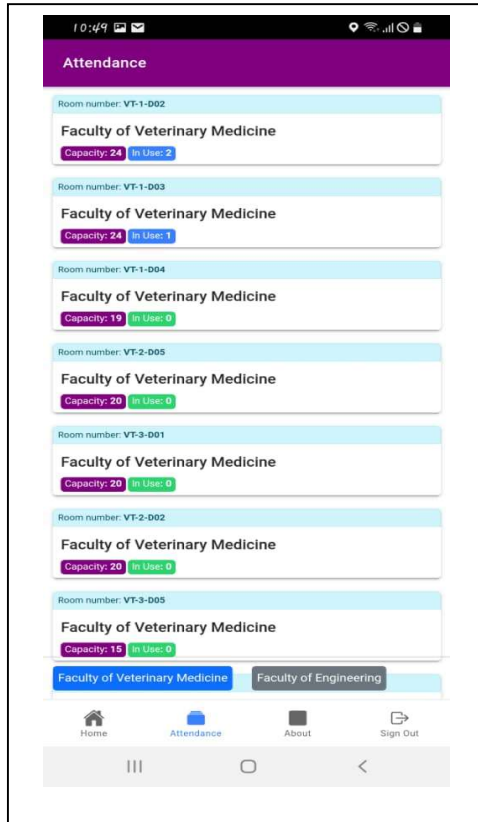 10:49
Attendance
Room number: VT-1-D02
Faculty of Veterinary Medicine
Capacity: 24 In Use: 2
Room number: VT-1-D03
Faculty of Veterinary Medicine
Capacity: 24 In Use: 1
Room number: VT-1-D04
Faculty of Veterinary Medicine
Capacity: 19 In Use: 0
Room number: VT-2-D05
Faculty of Veterinary Medicine
Capacity: 20 In Use: 0
Room number: VT-3-D01
Faculty of Veterinary Medicine
Capacity: 20 In Use: 0
Room number: VT-2-D02
Faculty of Veterinary Medicine
Capacity: 20 In Use: 0
Room number: VT-3-D05
Faculty of Veterinary Medicine
Capacity: 15 In Use: 0
Faculty of Veterinary Medicine Faculty of Engineering
Home Attendance About Sign Out